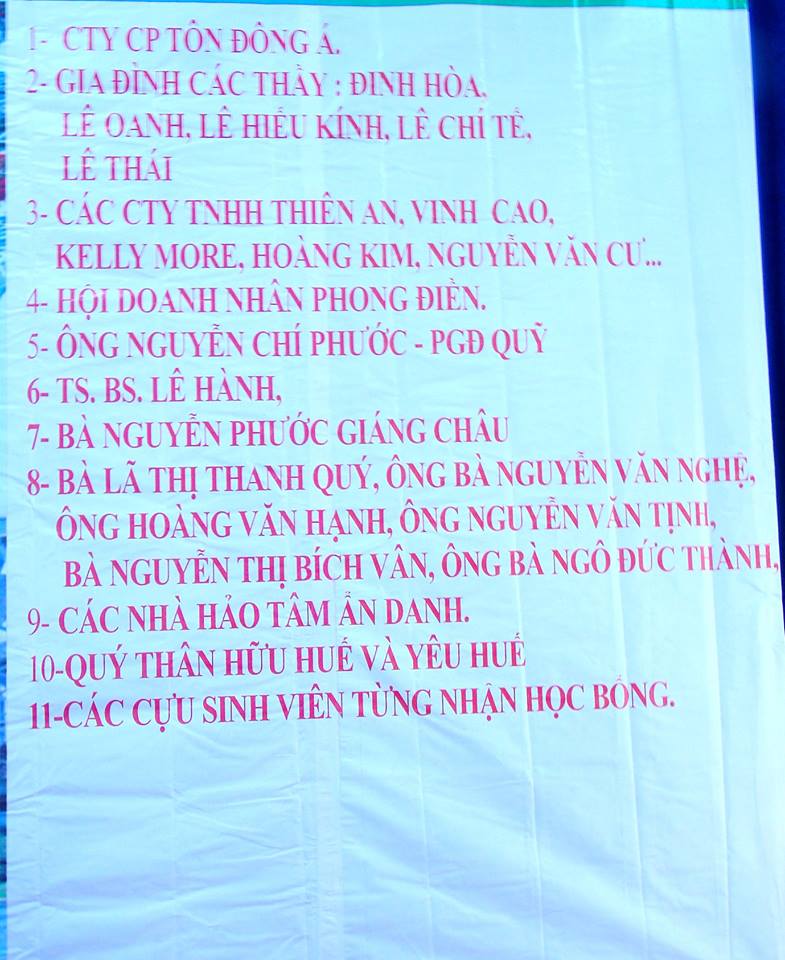 1- CTY CP TÔN ĐÔNG Á.
2- GIA ĐÌNH CÁC THẦY : ĐINH HÒA,
LÊ OANH, LÊ HIẾU KÍNH, LÊ CHÍ TẾ,
LÊ THÁI
3- CÁC CTY TNHH THIÊN AN, VINH CAO,
KELLY MORE, HOÀNG KIM, NGUYỄN VĂN CƯ...
4- HỘI DOANH NHÂN PHONG ĐIỀN.
5- ÔNG NGUYỄN CHÍ PHƯỚC - PGĐ QUỸ
6- TS. BS. LÊ HÀNH,
7- BÀ NGUYỄN PHƯỚC GIÁNG CHÂU
8- BÀ LÃ THỊ THANH QUÝ, ÔNG BÀ NGUYỄN VĂN NGHỆ,
ÔNG HOÀNG VĂN HẠNH, ÔNG NGUYỄN VĂN TỊNH,
BÀ NGUYỄN THỊ BÍCH VÂN, ÔNG BÀ NGÔ ĐỨC THÀNH,
9- CÁC NHÀ HẢO TÂM ẨN DANH.
10-QUÝ THÂN HỮU HUẾ VÀ YÊU HUẾ
11-CÁC CỰU SINH VIÊN TỪNG NHẬN HỌC BỔNG.